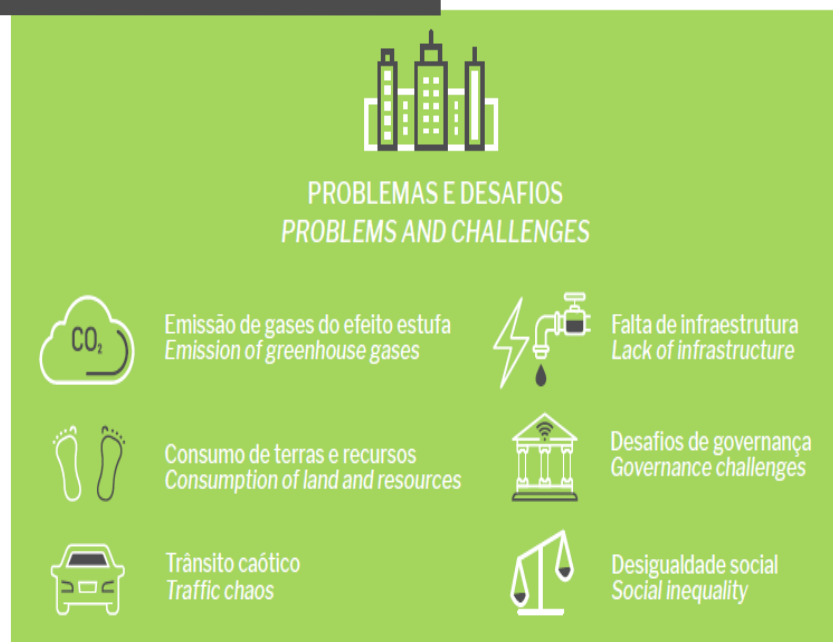 PROBLEMAS E DESAFIOS
PROBLEMS AND CHALLENGES
CO₂
Emissão de gases do efeito estufa
Emission of greenhouse gases
Consumo de terras e recursos
Consumption of land and resources
Trânsito caótico
Traffic chaos
Falta de infraestrutura
Lack of infrastructure
Desafios de governança
Governance challenges
Desigualdade social
Social inequality